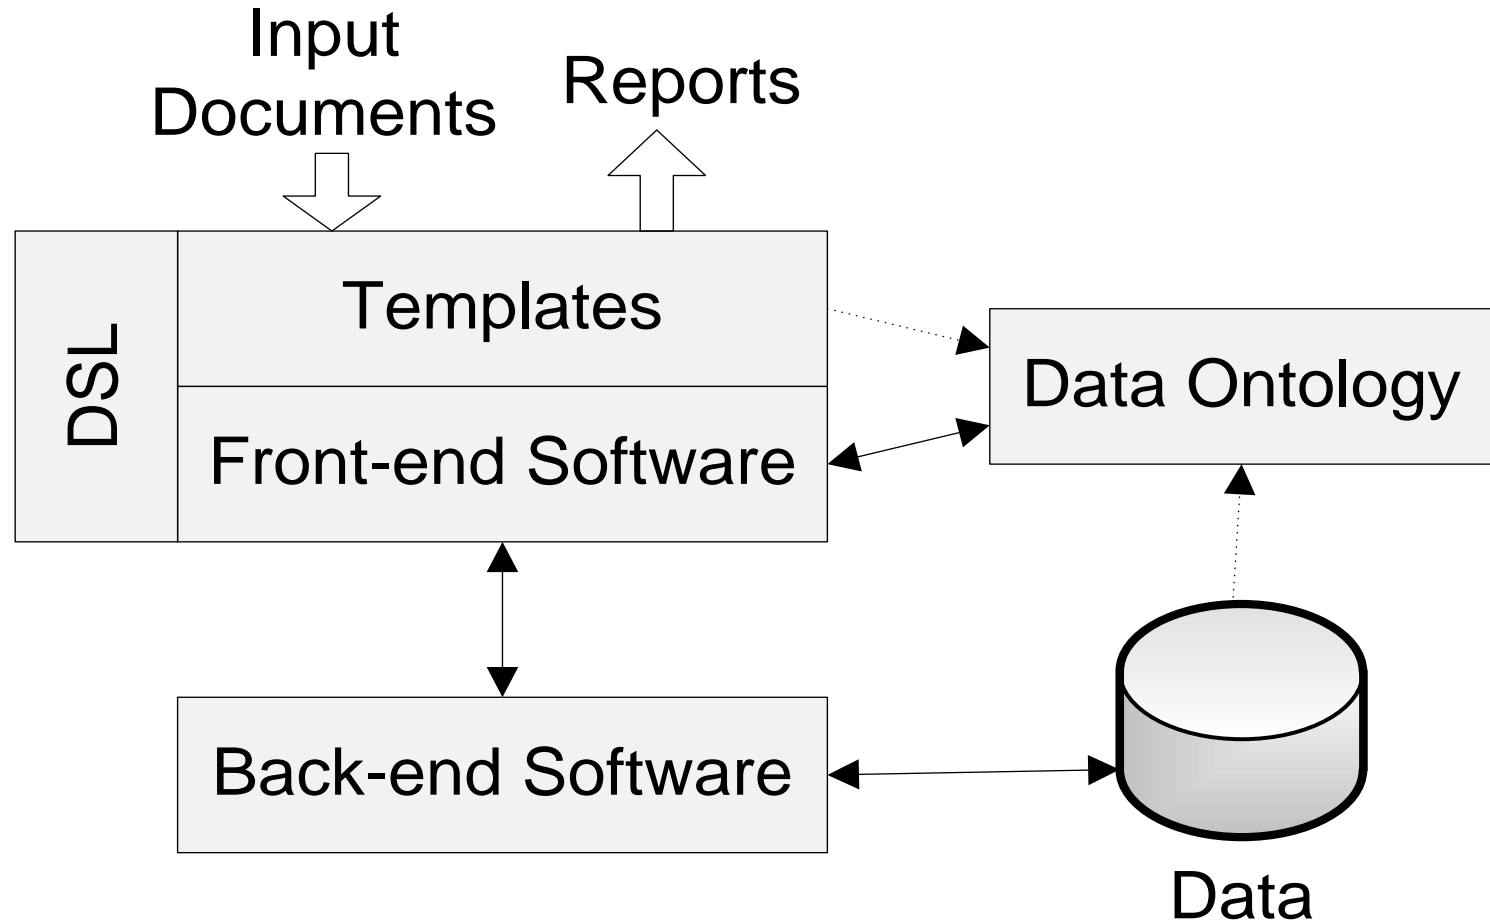 Input
Documents
Reports
DSL
Templates
Front-end Software
Data Ontology
Back-end Software
Data